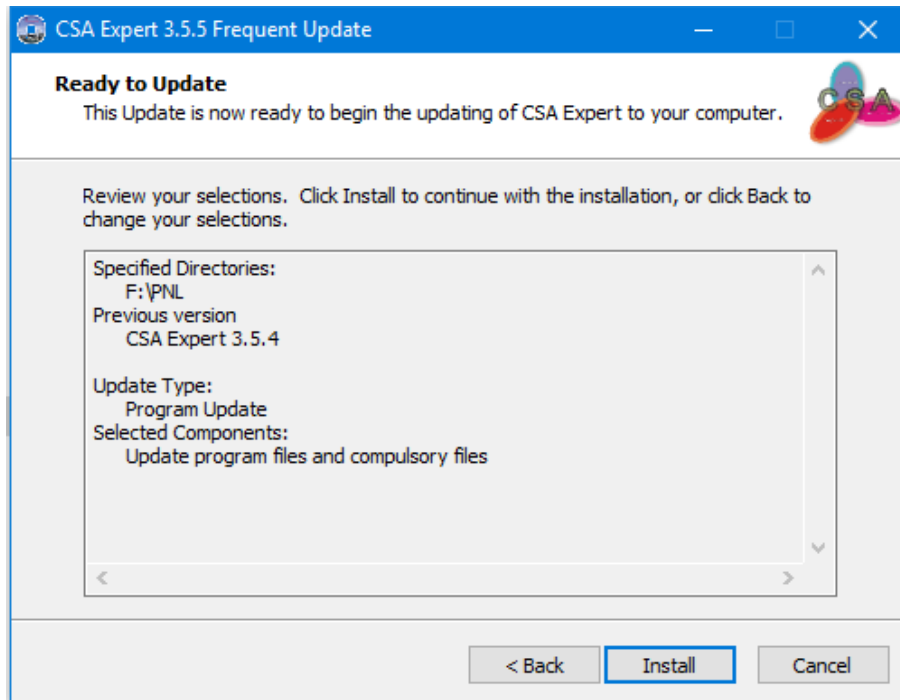 CSA Expert 3.5.5 Frequent Update
Ready to Update
This Update is now ready to begin the updating of CSA Expert to your computer.
CSA
Review your selections. Click Install to continue with the installation, or click Back to
change your selections.
Specified Directories:
F:\PNL
Previous version
CSA Expert 3.5.4
Update Type:
Program Update
Selected Components:
Update program files and compulsory files
< Back
Install
Cancel